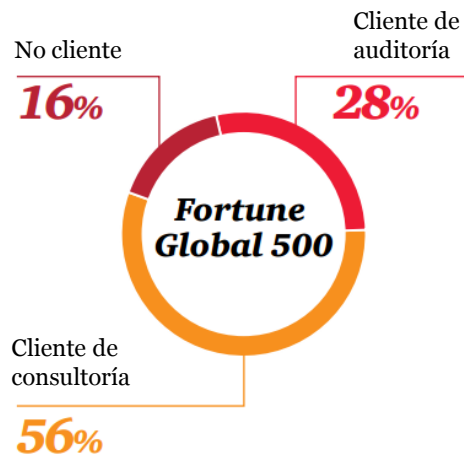 No cliente
16%
Cliente de
auditoría
28%
Fortune
Global 500
Cliente de
consultoría
56%